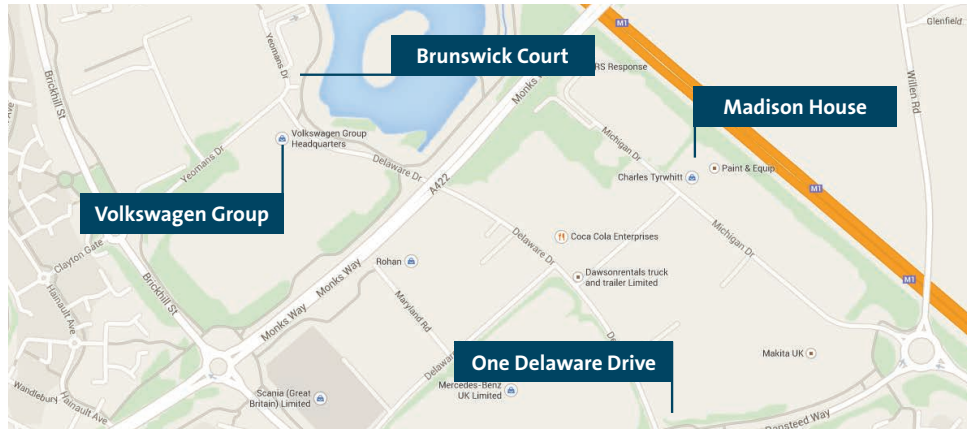 M1
Glenfield
Yeomans Dr
Brunswick Court
Monks Way
RS Response
Brickhill St
Willen Rd
Madison House
Michigan Dr
Volkswagen Group
Headquarters
Yeomans Dr
Delaware Dr
A422
Charles Tyrwhitt
Paint & Equip
M1
Volkswagen Group
Clayton Gate
Michigan Dr
Coca Cola Enterprises
Delaware Dr
Rohan
Monks Way
Dawsonrentals truck
and trailer Limited
M1
Hainault Ave
Brickhill St
Maryland Rd
Monks Way
One Delaware Drive
Makita UK
Mercedes-Benz
UK Limited
Scania (Great
Britain) Limited
Wandlebury
Hainault Ave
Way